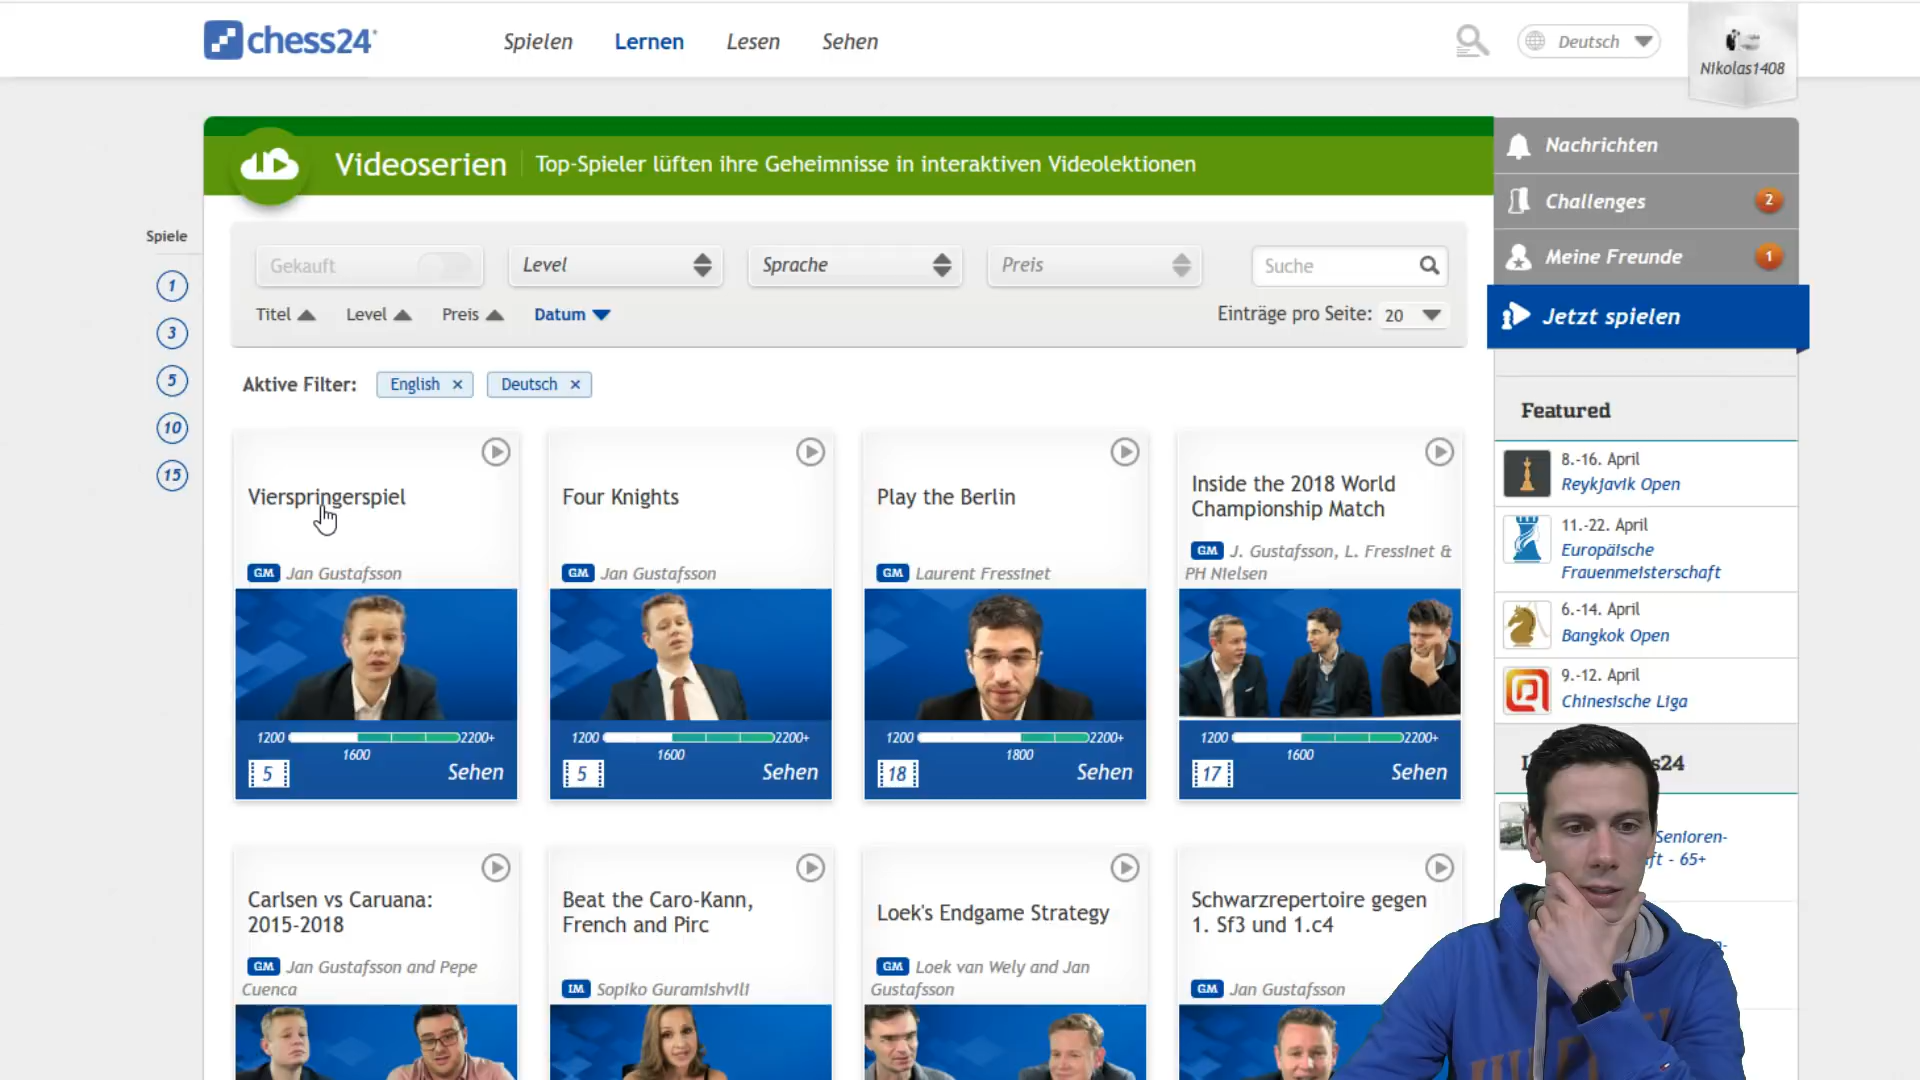 chess24
Spielen
Lernen
Lesen
Sehen
Deutsch
Nikolas1408
Videoserien
Top-Spieler lüften ihre Geheimnisse in interaktiven Videolektionen
Nachrichten
Challenges
2
Meine Freunde
1
Jetzt spielen
Spiele
1
3
5
10
15
Gekauft
Level
Sprache
Preis
Suche
Titel
Level
Preis
Datum
Einträge pro Seite: 20
Aktive Filter:
English ×
Deutsch ×
Vierspringerspiel
GM Jan Gustafsson
1200
2200+
1600
5
Sehen
Four Knights
GM Jan Gustafsson
1200
2200+
1600
5
Sehen
Play the Berlin
GM Laurent Fressinet
1200
2200+
1800
18
Sehen
Inside the 2018 World
Championship Match
GM J. Gustafsson, L. Fressinet &
PH Nielsen
1200
2200+
1600
17
Sehen
Carlsen vs Caruana:
2015-2018
GM Jan Gustafsson and Pepe
Cuenca
Beat the Caro-Kann,
French and Pirc
IM Sopiko Guramishvili
Loek's Endgame Strategy
GM Loek van Wely and Jan
Gustafsson
Schwarzrepertoire gegen
1. Sf3 und 1.c4
GM Jan Gustafsson
Featured
8.-16. April
Reykjavik Open
11.-22. April
Europäische
Frauenmeisterschaft
6.-14. April
Bangkok Open
9.-12. April
Chinesische Liga
s24
Senioren-
ft - 65+